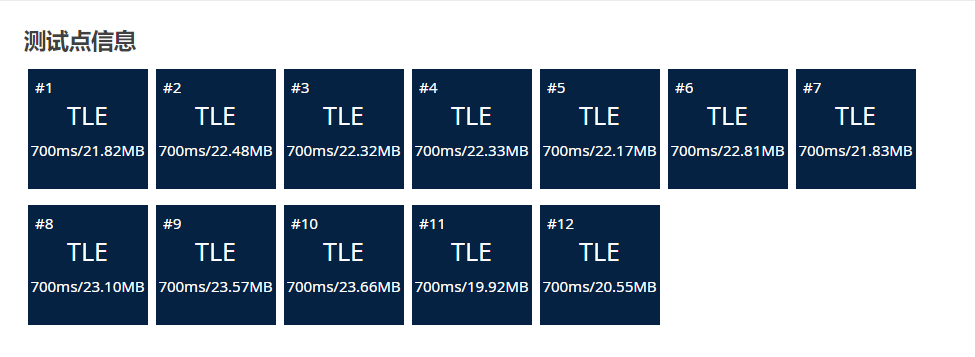 测试点信息
#1 #2 #3 #4 #5 #6 #7
TLE TLE TLE TLE TLE TLE TLE
700ms/21.82MB 700ms/22.48MB 700ms/22.32MB 700ms/22.33MB 700ms/22.17MB 700ms/22.81MB 700ms/21.83MB
#8 #9 #10 #11 #12
TLE TLE TLE TLE TLE
700ms/23.10MB 700ms/23.57MB 700ms/23.66MB 700ms/19.92MB 700ms/20.55MB